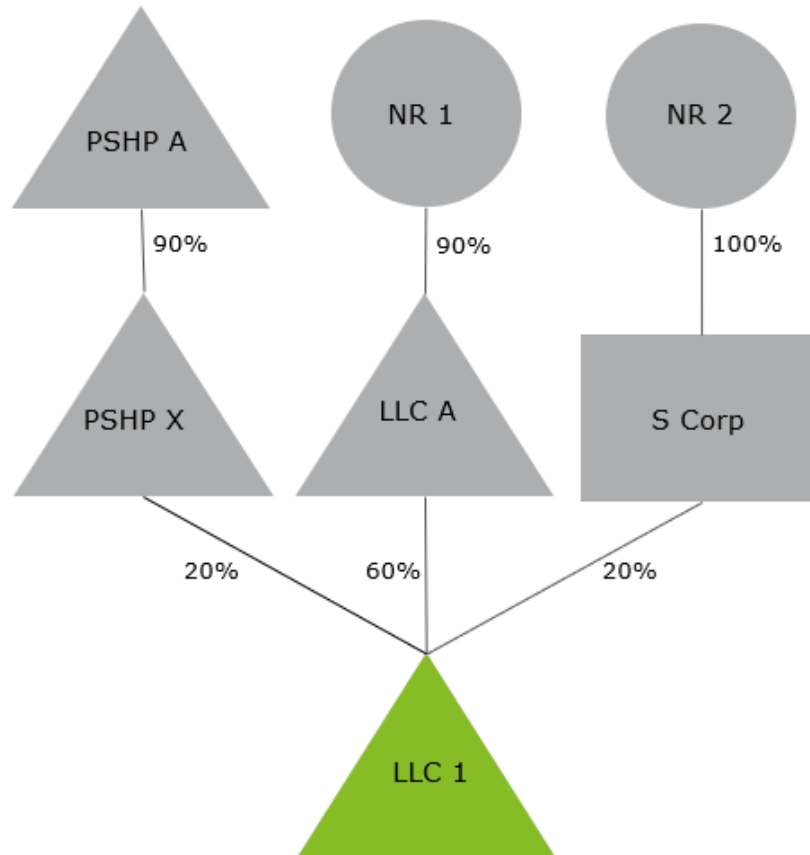 PSHP A
NR 1
NR 2
90%
90%
100%
PSHP X
LLC A
S Corp
20%
60%
20%
LLC 1